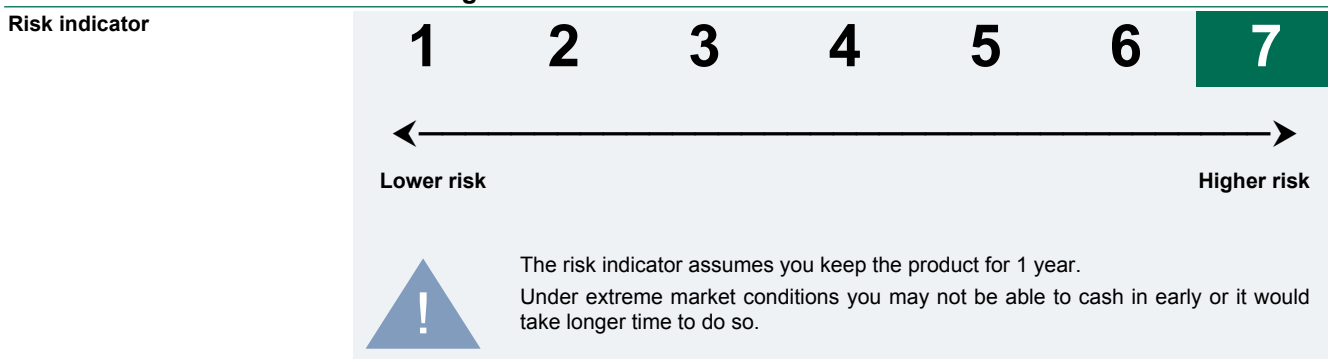 Risk indicator
1 2 3 4 5 6 7
Lower risk Higher risk
!
The risk indicator assumes you keep the product for 1 year.
Under extreme market conditions you may not be able to cash in early or it would
take longer time to do so.